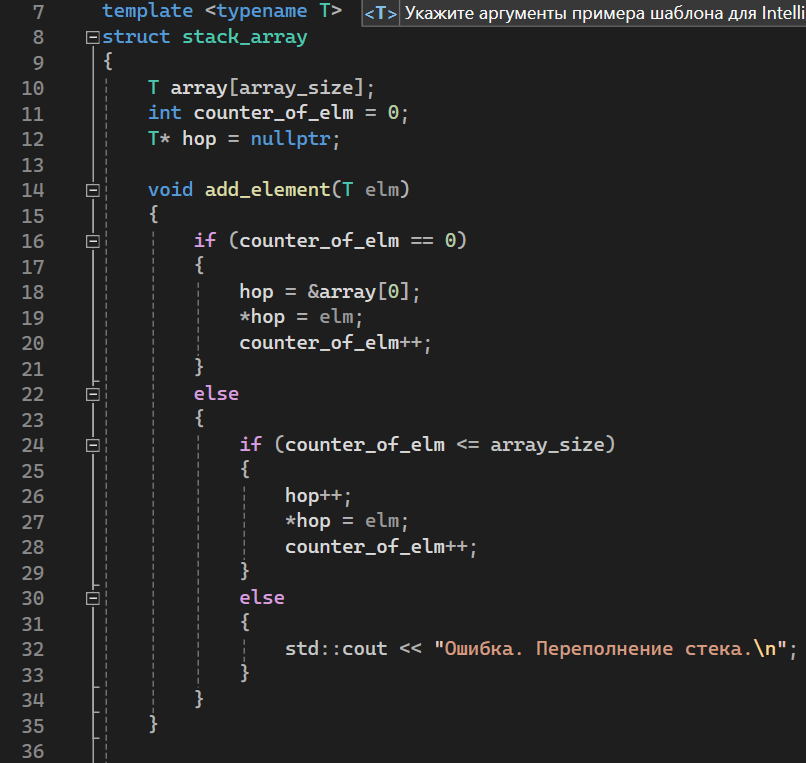 7 template <typename T> <T> Укажите аргументы примера шаблона для Intelli
8 struct stack_array
9 {
10 T array[array_size];
11 int counter_of_elm = 0;
12 T* hop = nullptr;
13
14 void add_element(T elm)
15 {
16 if (counter_of_elm == 0)
17 {
18 hop = &array[0];
19 *hop = elm;
20 counter_of_elm++;
21 }
22 else
23 {
24 if (counter_of_elm <= array_size)
25 {
26 hop++;
27 *hop = elm;
28 counter_of_elm++;
29 }
30 else
31 {
32 std::cout << "Ошибка. Переполнение стека.\n";
33 }
34 }
35 }
36